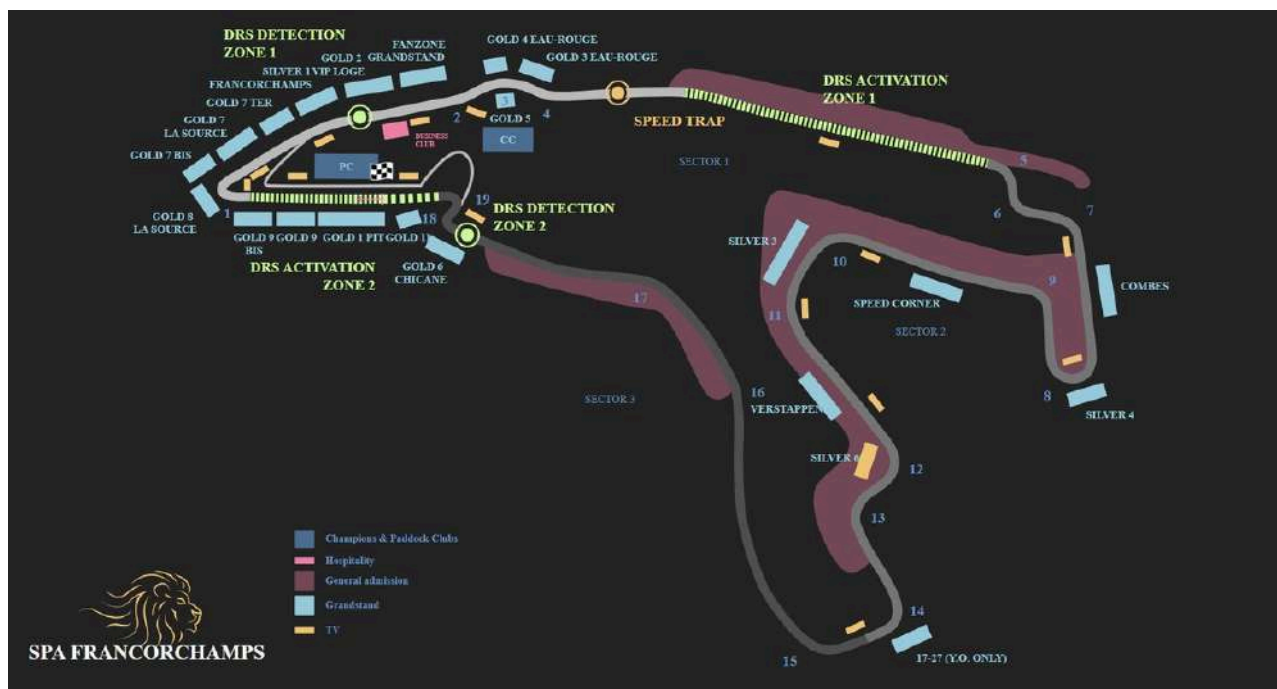 DRS DETECTION
ZONE 1
GOLD 2
FANZONE
GRANDSTAND
SILVER 1 VIP LOGE
FRANCORCHAMPS
GOLD 7 TER
GOLD 7
LA SOURCE
GOLD 7 BIS
GOLD 8
LA SOURCE
GOLD 4 EAU-ROUGE
GOLD 3 EAU-ROUGE
2
3
4
GOLD 5
CC
BUSINESS
CLUB
PC
SPEED TRAP
DRS ACTIVATION
ZONE 1
SECTOR 1
5
6
7
1
GOLD 9
BIS
GOLD 9
GOLD 1 PIT
GOLD 11
18
19
DRS DETECTION
ZONE 2
DRS ACTIVATION
ZONE 2
GOLD 6
CHICANE
17
SILVER 3
10
SPEED CORNER
9
COMBES
11
SECTOR 2
8
SILVER 4
SECTOR 3
16
VERSTAPPEN
SILVER 6
12
13
14
15
17-27 (Y.O. ONLY)
Champions & Paddock Clubs
Hospitality
General admission
Grandstand
TV
SPA FRANCORCHAMPS